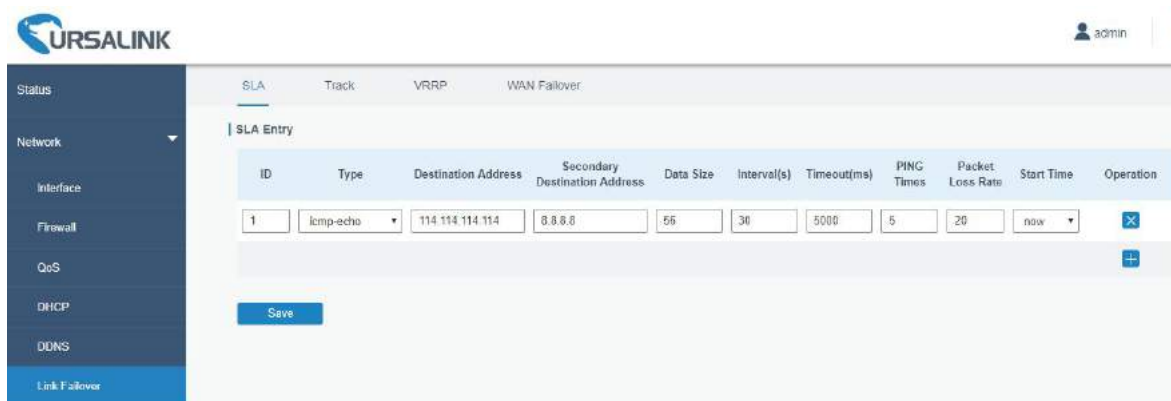 URSALINK
admin
Status
Network
Interface
Firewall
QoS
DHCP
DDNS
Link Failover
SLA Track VRRP WAN Failover
SLA Entry
ID Type Destination Address Secondary Destination Address Data Size Interval(s) Timeout(ms) PING Times Packet Loss Rate Start Time Operation
1 icmp-echo 114.114.114.114 8.8.8.8 56 30 5000 5 20 now
Save